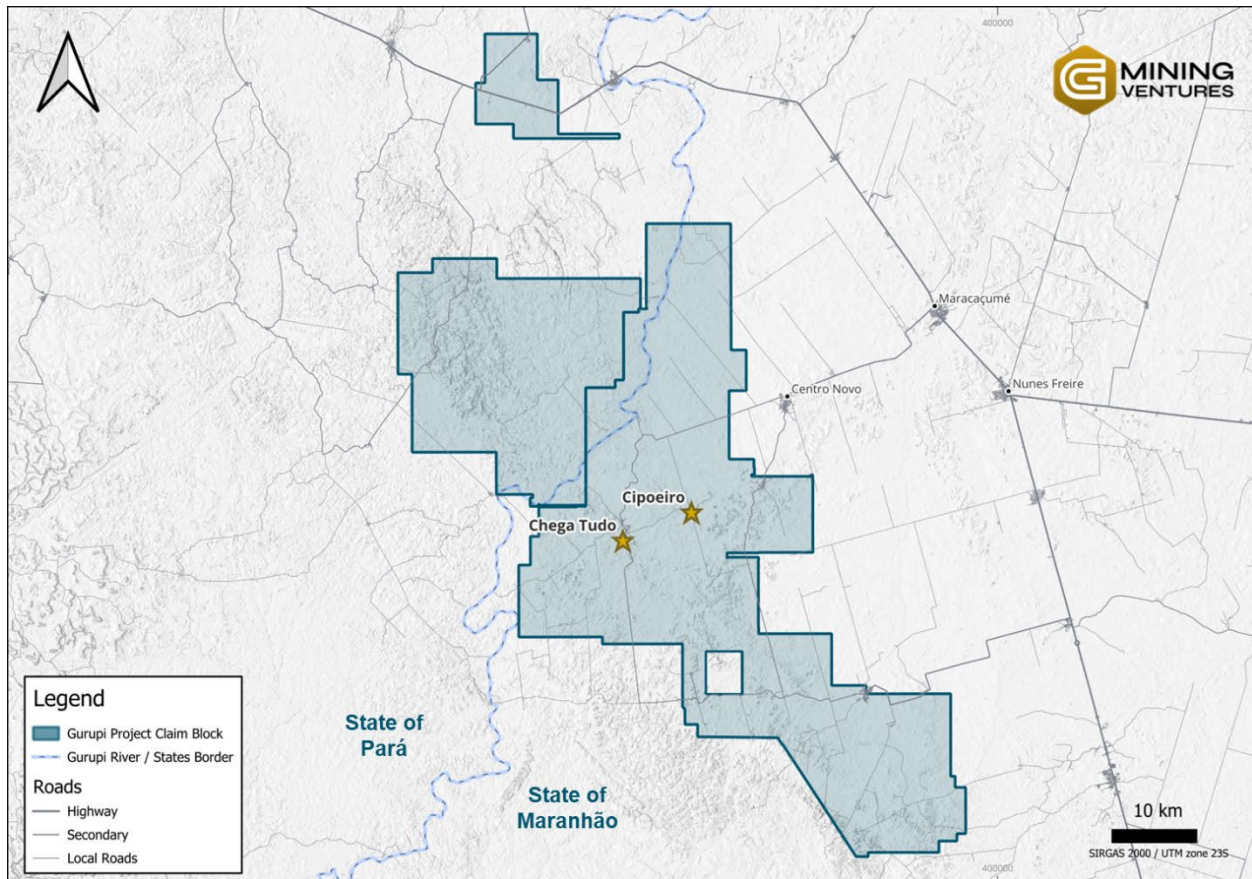 400000
G MINING
VENTURES
Maracaçumé
Nunes Freire
Centro Novo
Cipoeiro
Chega Tudo
Legend
Gurupi Project Claim Block
Gurupi River / States Border
Roads
Highway
Secondary
Local Roads
State of
Pará
State of
Maranhão
10 km
SIRGAS 2000 / UTM zone 23S
400000